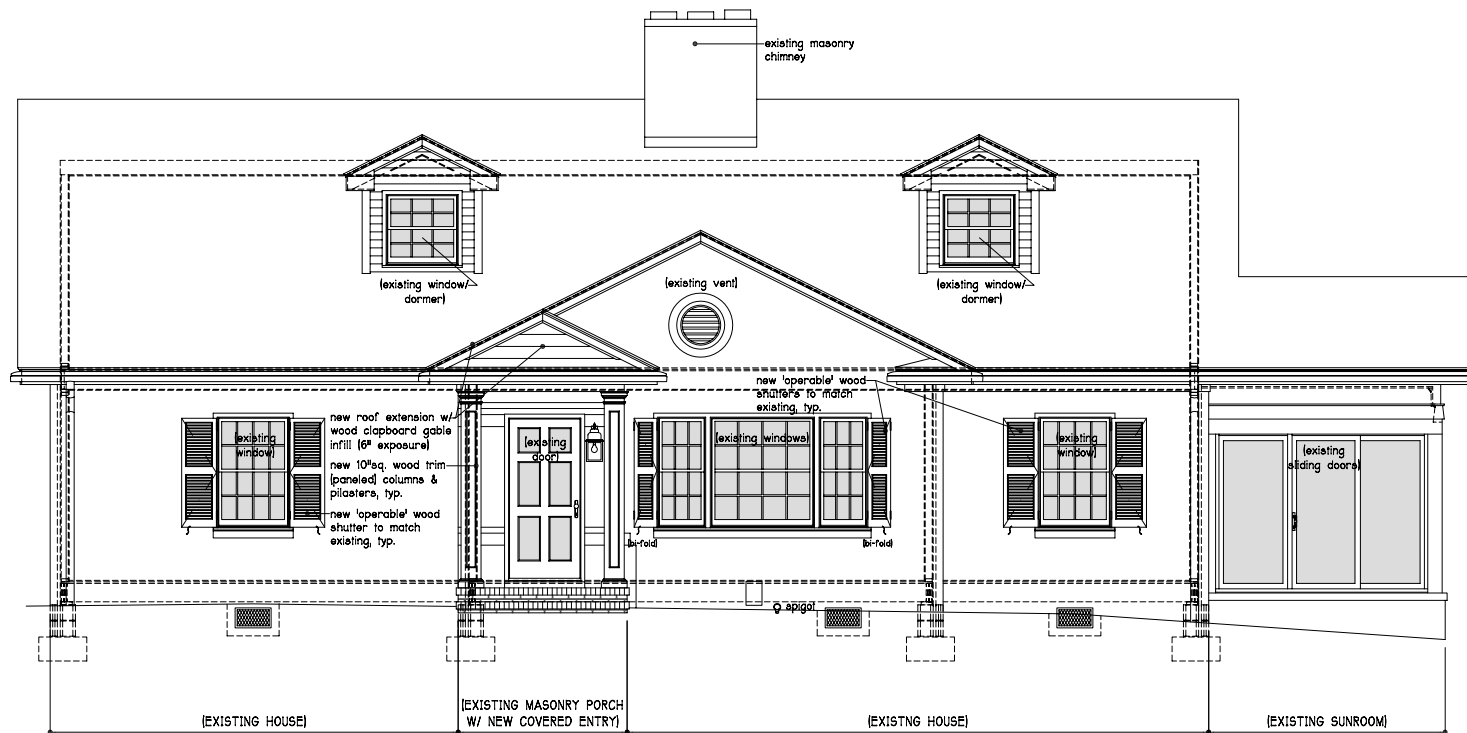 existing masonry
chimney
(existing window/
dormer)
(existing vent)
(existing window/
dormer)
new roof extension w/
wood clapboard gable
infill (6" exposure)
new 10"sq. wood trim
(paneled) columns &
pilasters, typ.
new 'operable' wood
shutter to match
existing, typ.
new 'operable' wood
shutters to match
existing, typ.
(existing
window)
(existing
door)
(existing windows)
(existing
window)
(existing
sliding doors)
(bi-fold)
(bi-fold)
spigot
(EXISTING HOUSE)
(EXISTING MASONRY PORCH
W/ NEW COVERED ENTRY)
(EXISTNG HOUSE)
(EXISTING SUNROOM)